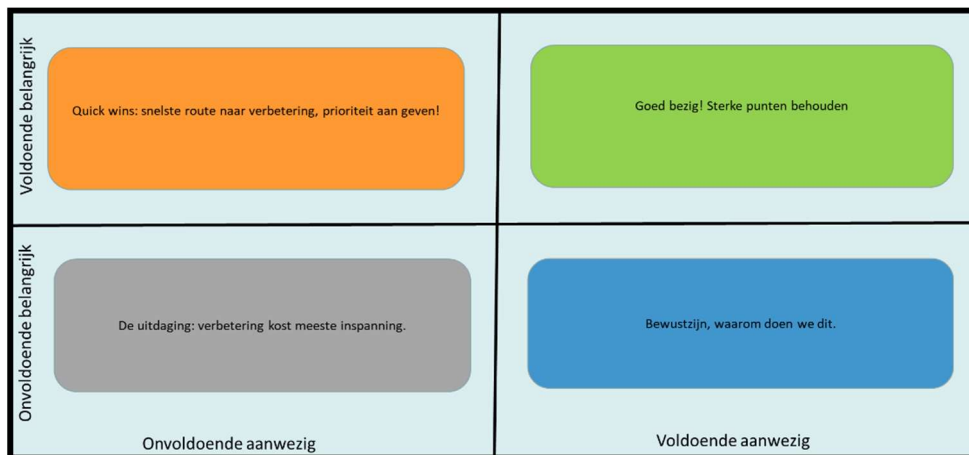 Voldoende belangrijk
Quick wins: snelste route naar verbetering, prioriteit aan geven!
Goed bezig! Sterke punten behouden
Onvoldoende belangrijk
De uitdaging: verbetering kost meeste inspanning.
Bewustzijn, waarom doen we dit.
Onvoldoende aanwezig
Voldoende aanwezig